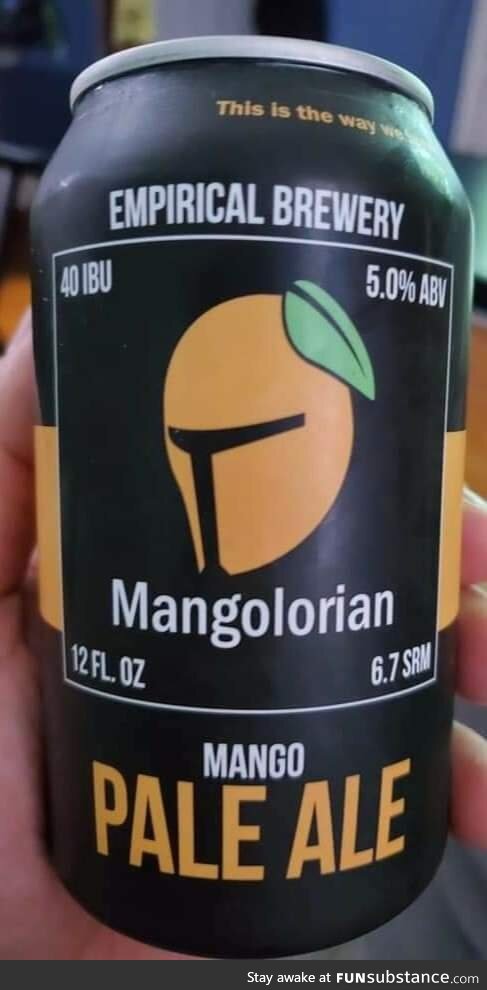 This is the way we
EMPIRICAL BREWERY
40 IBU
5.0% ABV
Mangolorian
12 FL. OZ
6.7 SRM
MANGO
PALE ALE
Stay awake at FUNsubstance.com